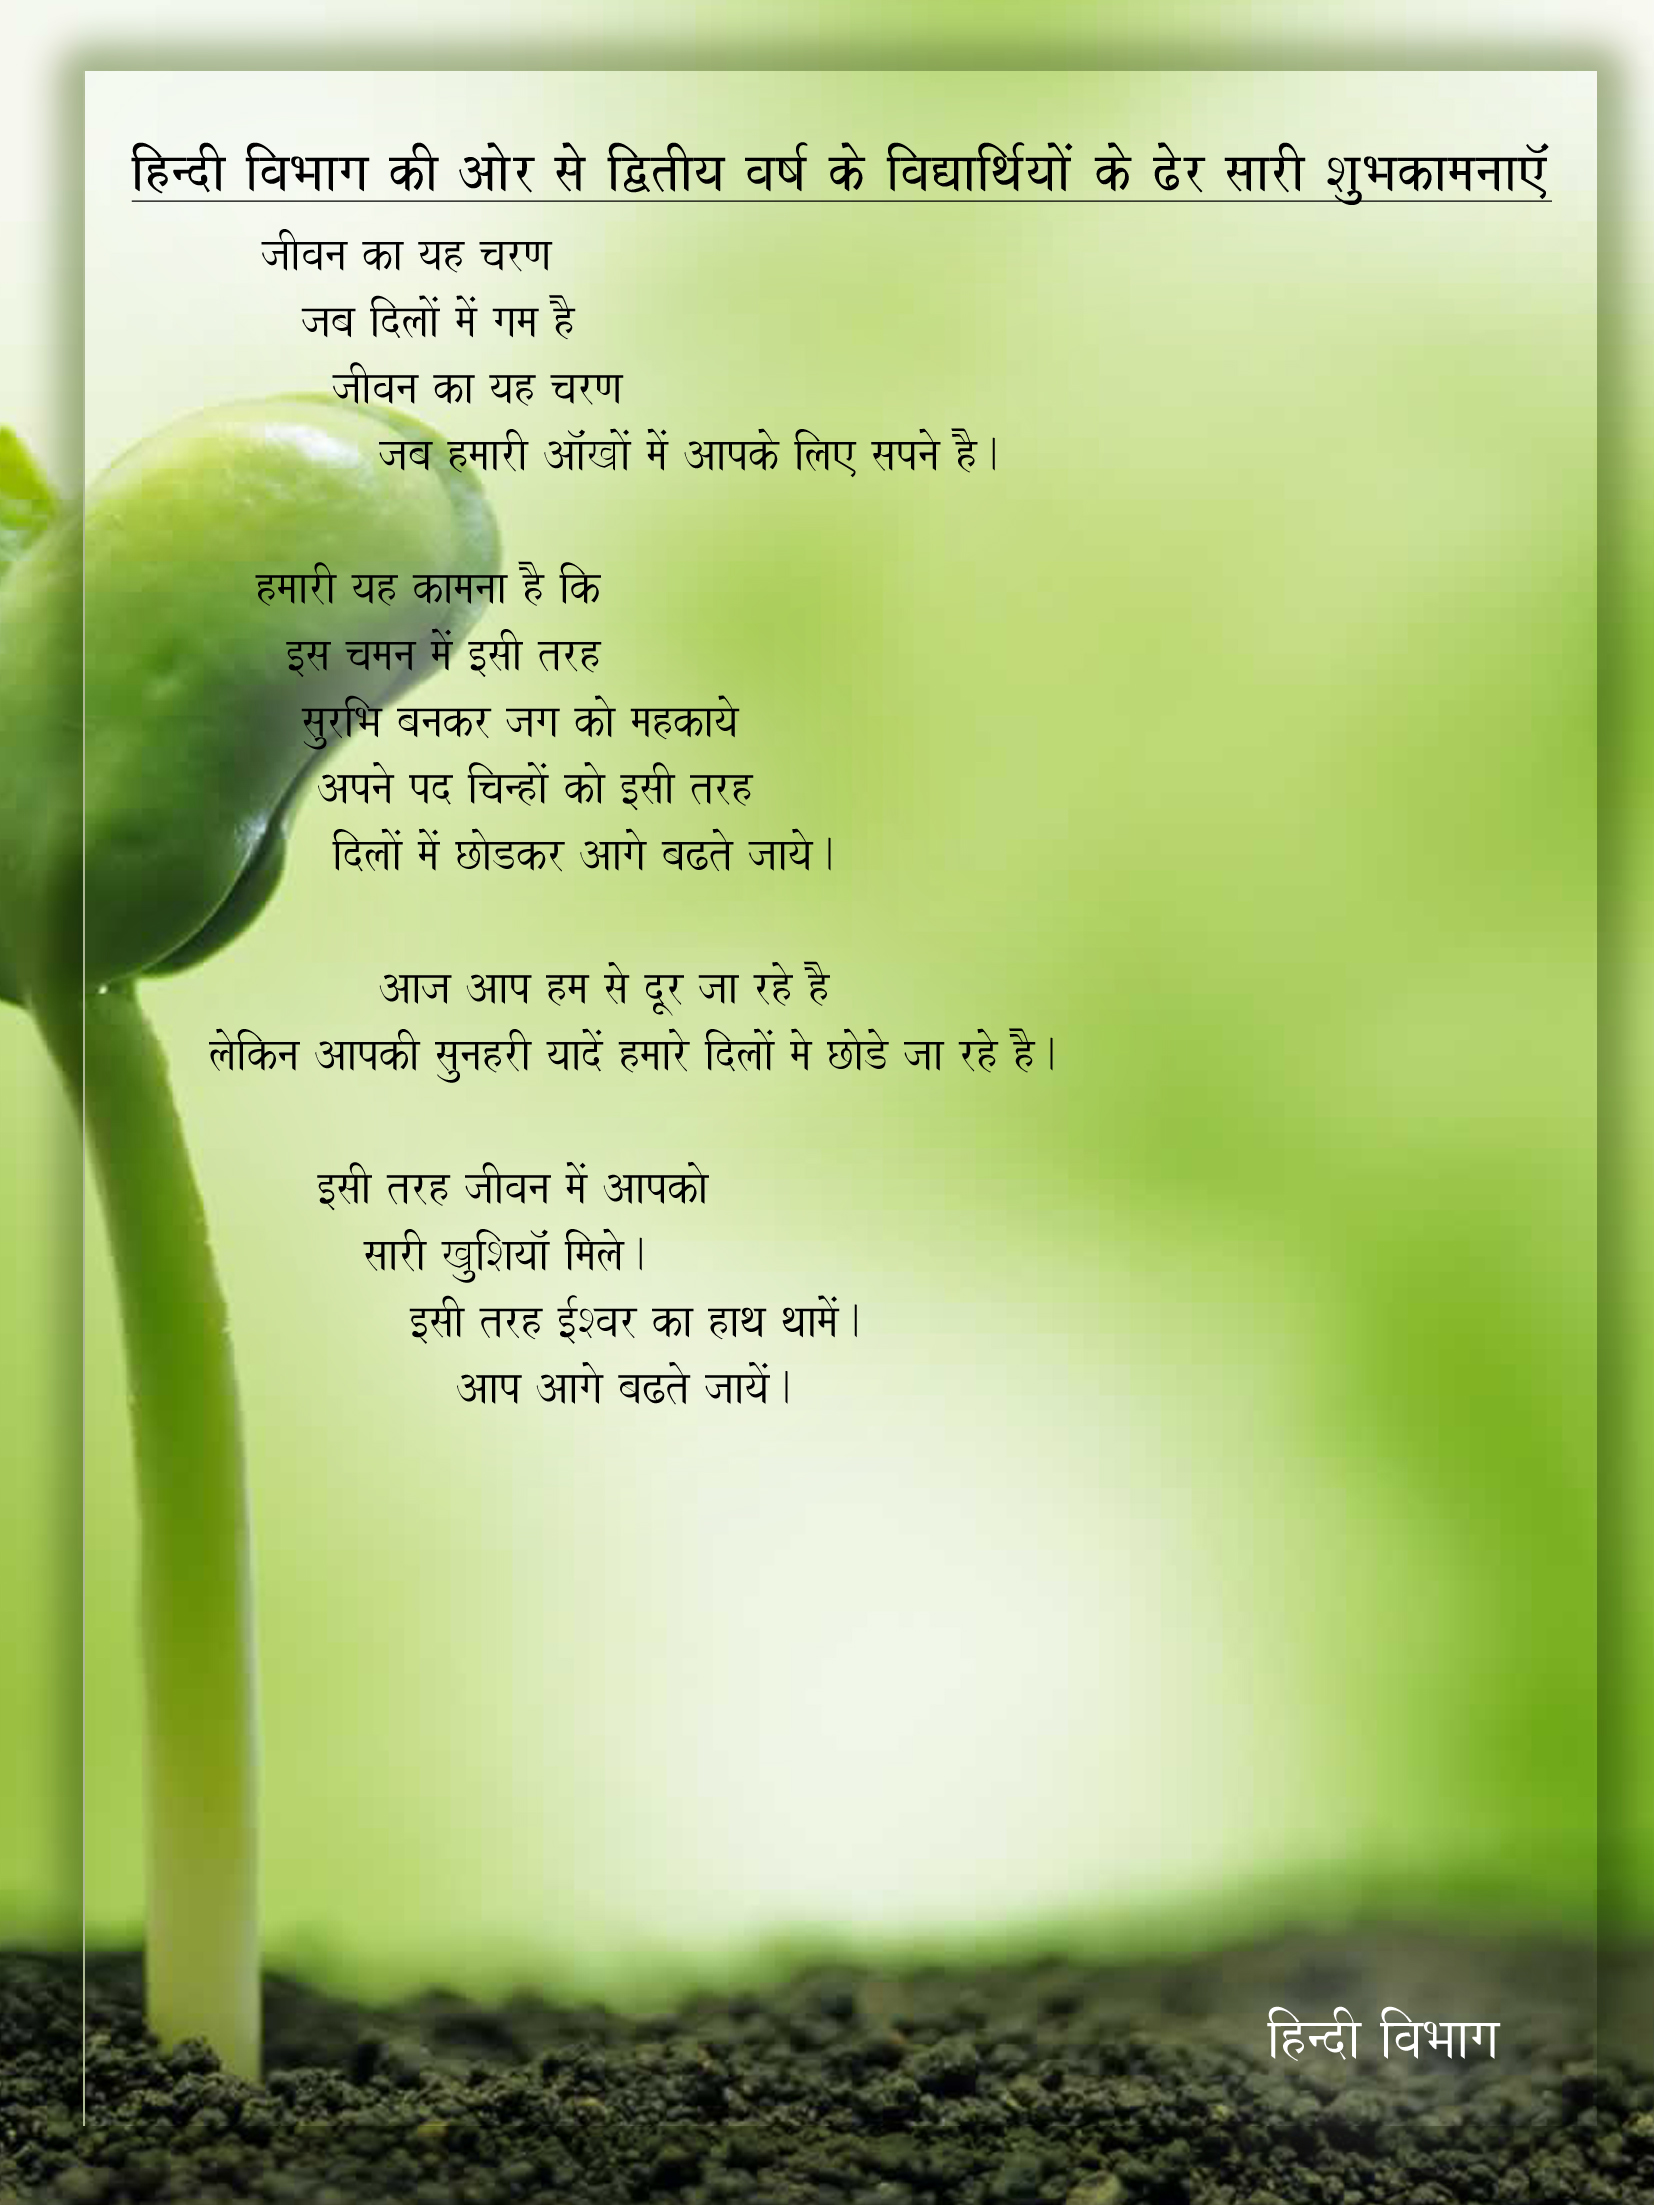 हिन्दी विभाग की ओर से द्वितीय वर्ष के विद्यार्थियों के ढेर सारी शुभकामनाएॅ
जीवन का यह चरण
जब दिलों में गम है
जीवन का यह चरण
जब हमारी ऑंखों में आपके लिए सपने है।
हमारी यह कामना है कि
इस चमन में इसी तरह
सुरभि बनकर जग को महकाये
अपने पद चिन्हों को इसी तरह
दिलों में छोडकर आगे बढते जाये।
आज आप हम से दूर जा रहे है
लेकिन आपकी सुनहरी यादें हमारे दिलों मे छोडे जा रहे है।
इसी तरह जीवन में आपको
सारी खुशियॉ मिले।
इसी तरह ईश्वर का हाथ थामें।
आप आगे बढते जायें।
हिन्दी विभाग